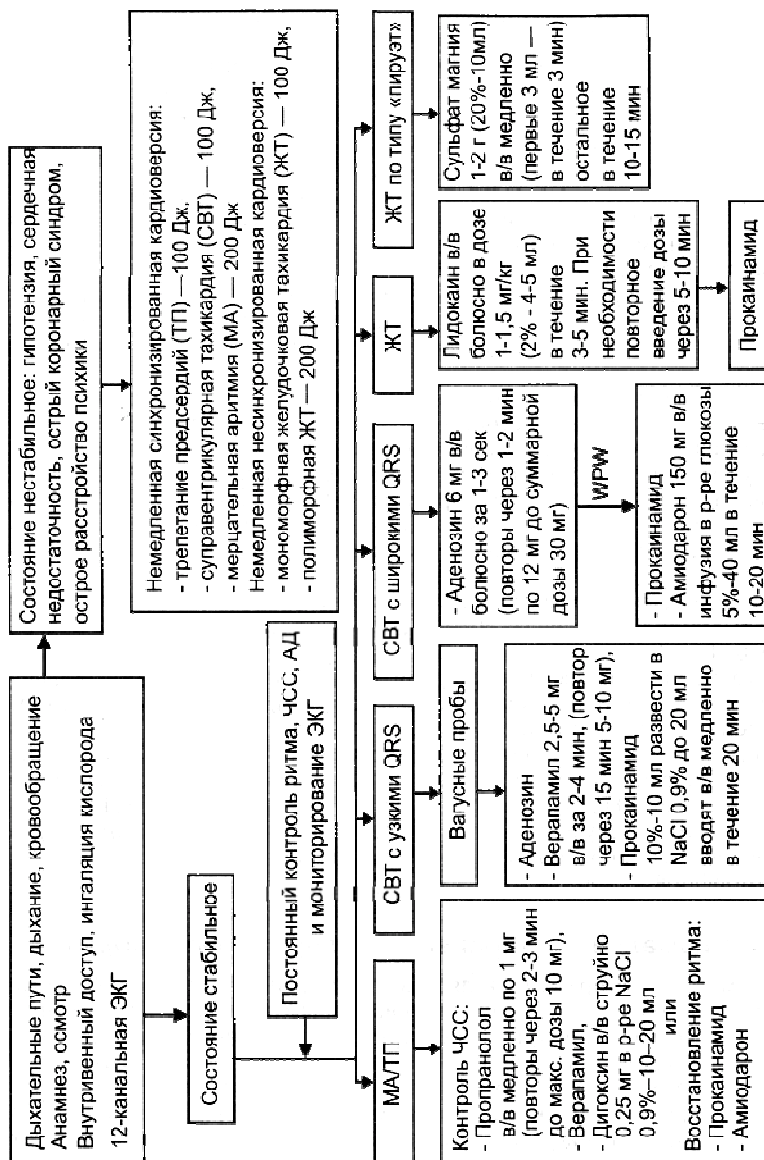 Дыхательные пути, дыхание, кровообращение
Анамнез, осмотр
Внутривенный доступ, ингаляция кислорода
12-канальная ЭКГ
Состояние нестабильное: гипотензия, сердечная
недостаточность, острый коронарный синдром,
острое расстройство психики
Состояние стабильное
Немедленная синхронизированная кардиоверсия:
- трепетание предсердий (ТП) —100 Дж,
- суправентрикулярная тахикардия (СВТ) — 100 Дж,
- мерцательная аритмия (МА) — 200 Дж
Немедленная несинхронизированная кардиоверсия:
- мономорфная желудочковая тахикардия (ЖТ) — 100 Дж,
- полиморфная ЖТ — 200 Дж
Постоянный контроль ритма, ЧСС, АД
и мониторирование ЭКГ
МА/ТП
СВТ с узкими QRS
СВТ с широкими QRS
ЖТ
ЖТ по типу «пируэт»
Контроль ЧСС:
- Пропранолол
в/в медленно по 1 мг
(повторы через 2-3 мин
до макс. дозы 10 мг),
- Верапамил,
- Дигоксин в/в струйно
0,25 мг в р-ре NaCl
0,9%–10–20 мл
или
Восстановление ритма:
- Прокаинамид
- Амиодарон
Вагусные пробы
- Аденозин
- Верапамил 2,5-5 мг
в/в за 2-4 мин, (повтор
через 15 мин 5-10 мг),
- Прокаинамид
10%-10 мл развести в
NaCl 0,9% до 20 мл
вводят в/в медленно
в течение 20 мин
- Аденозин 6 мг в/в
болюсно за 1-3 сек
(повторы через 1-2 мин
по 12 мг до суммарной
дозы 30 мг)
WPW
- Прокаинамид
- Амиодарон 150 мг в/в
инфузия в р-ре глюкозы
5%-40 мл в течение
10-20 мин
Лидокаин в/в
болюсно в дозе
1-1,5 мг/кг
(2% - 4-5 мл)
в течение
3-5 мин. При
необходимости
повторное
введение дозы
через 5-10 мин
Прокаинамид
Сульфат магния
1-2 г (20%-10мл)
в/в медленно
(первые 3 мл —
в течение 3 мин)
остальное
в течение
10-15 мин